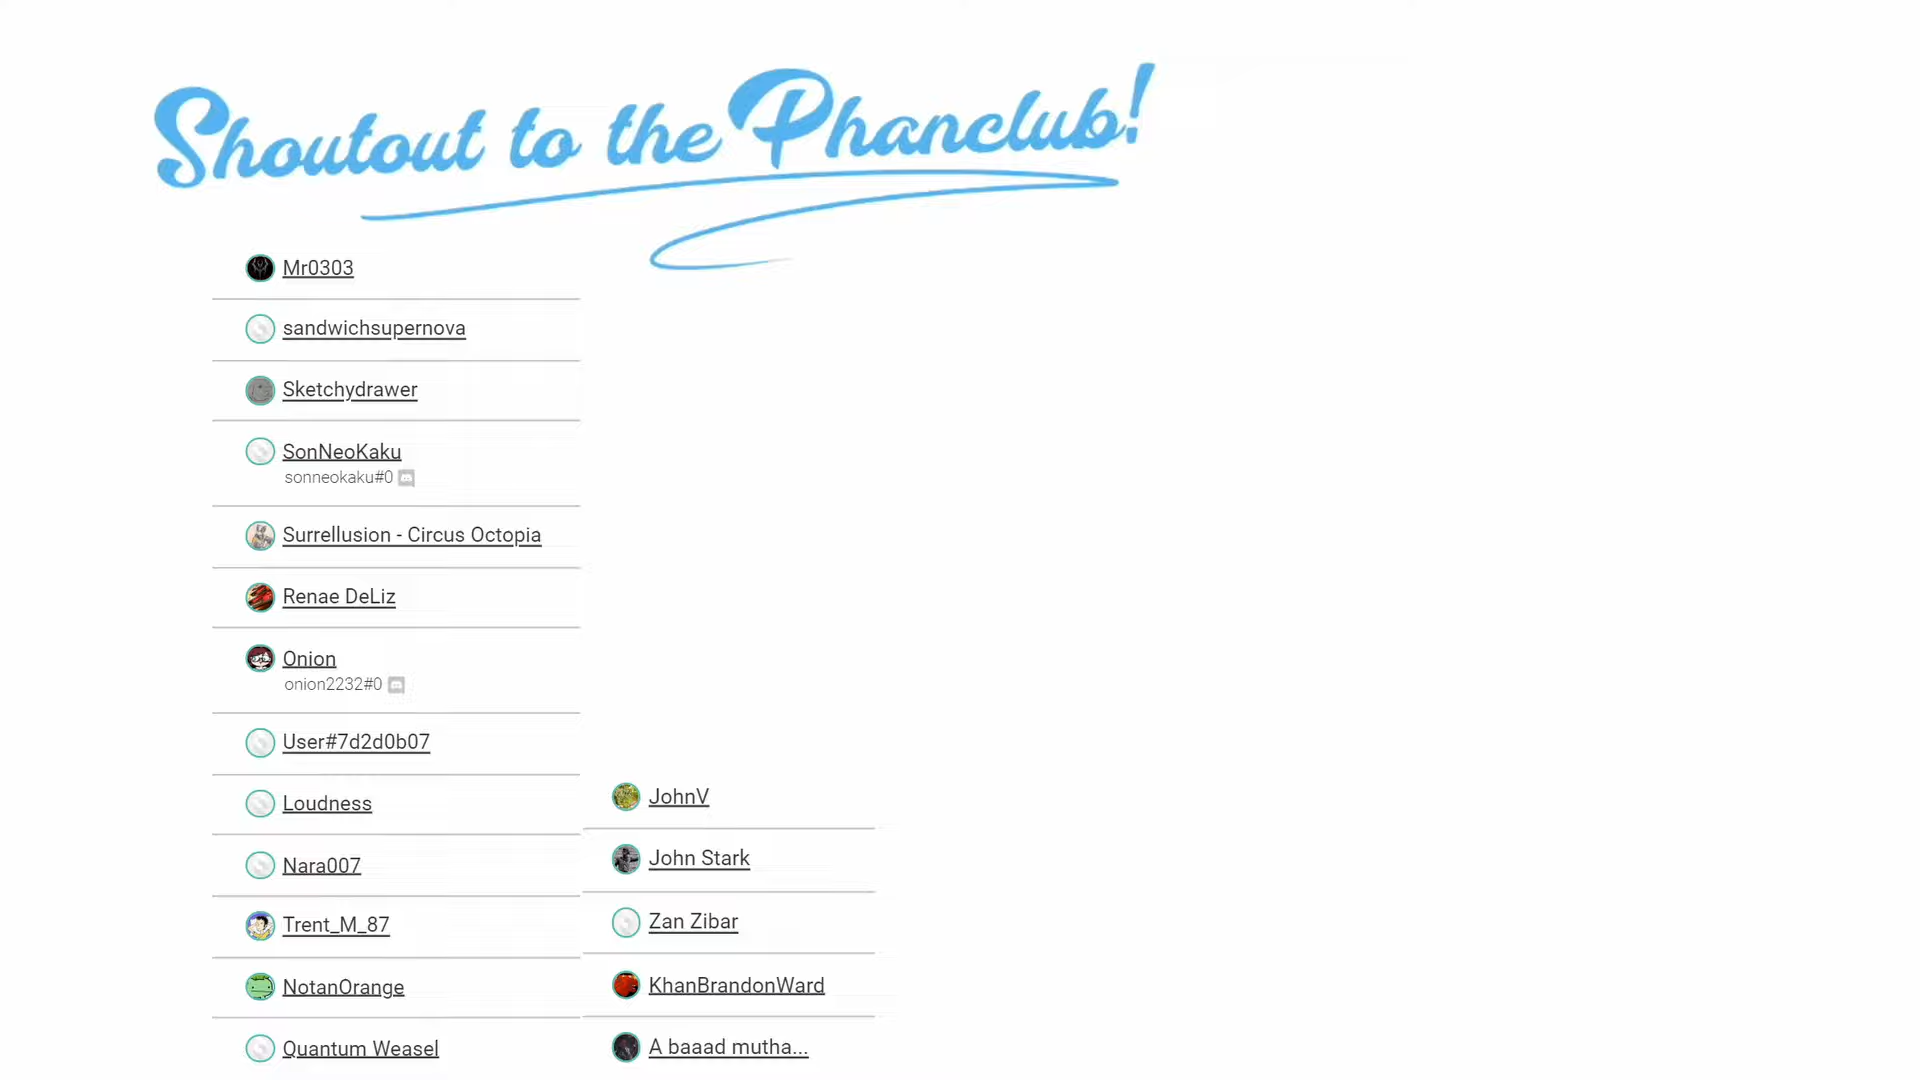 Shoutout to the Phanclub!
Mr0303
sandwichsupernova
Sketchydrawer
SonNeoKaku
sonneokaku#0
Surrellusion - Circus Octopia
Renae DeLiz
Onion
onion2232#0
User#7d2d0b07
Loudness
Nara007
Trent_M_87
NotanOrange
Quantum Weasel
JohnV
John Stark
Zan Zibar
KhanBrandonWard
A baaad mutha...